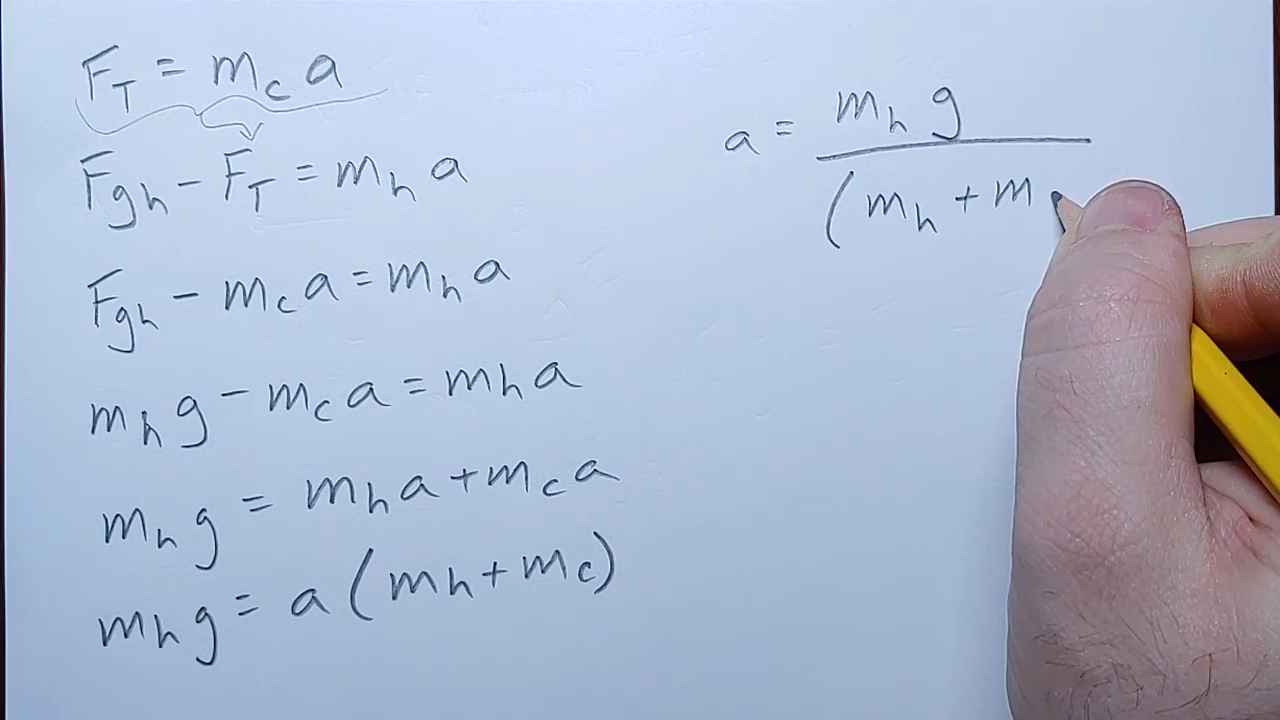 F_T = m_c a
F_gh - F_T = m_h a
F_gh - m_c a = m_h a
m_h g - m_c a = m_h a
m_h g = m_h a + m_c a
m_h g = a (m_h + m_c)
a = m_h g / (m_h + m